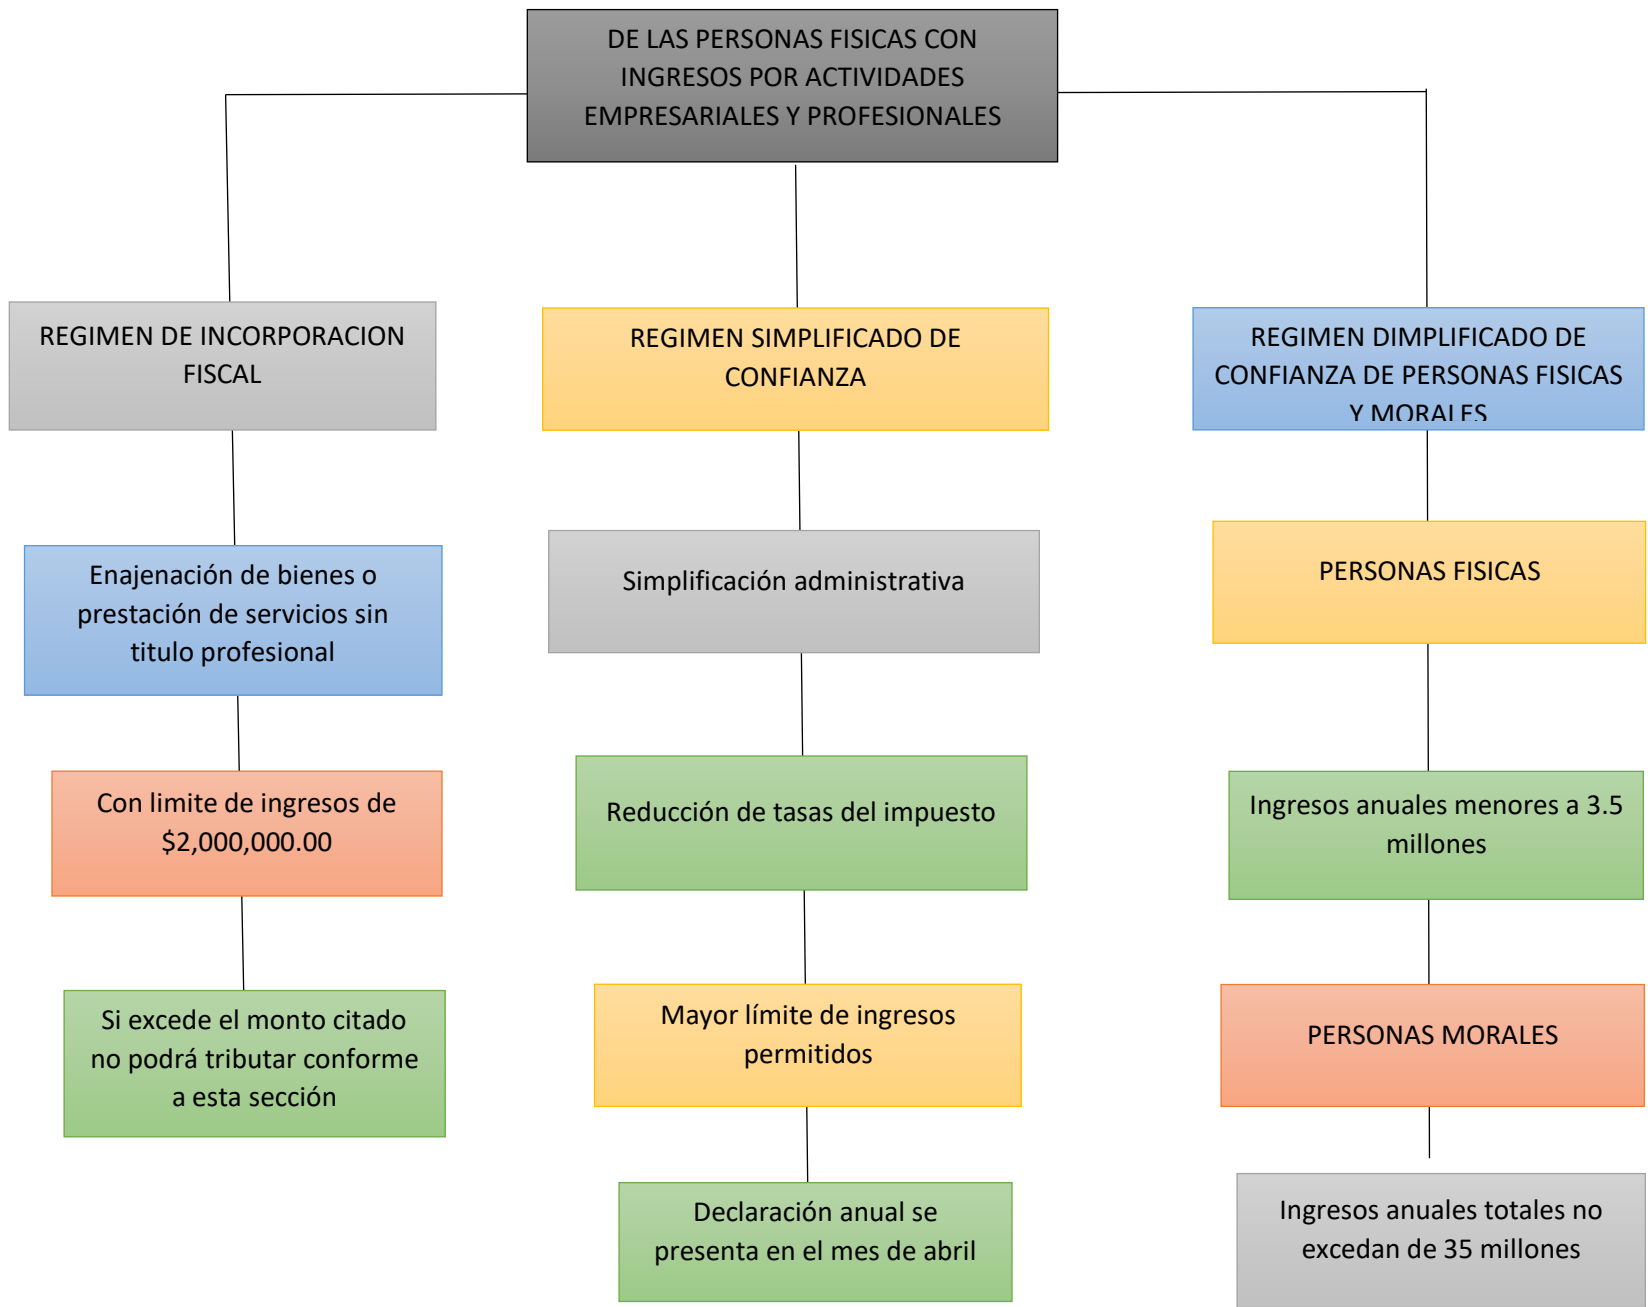 DE LAS PERSONAS FISICAS CON
INGRESOS POR ACTIVIDADES
EMPRESARIALES Y PROFESIONALES
REGIMEN DE INCORPORACION
FISCAL
Enajenación de bienes o
prestación de servicios sin
titulo profesional
Con limite de ingresos de
$2,000,000.00
Si excede el monto citado
no podrá tributar conforme
a esta sección
REGIMEN SIMPLIFICADO DE
CONFIANZA
Simplificación administrativa
Reducción de tasas del impuesto
Mayor límite de ingresos
permitidos
Declaración anual se
presenta en el mes de abril
REGIMEN DIMPLIFICADO DE
CONFIANZA DE PERSONAS FISICAS
Y MORALES
PERSONAS FISICAS
Ingresos anuales menores a 3.5
millones
PERSONAS MORALES
Ingresos anuales totales no
excedan de 35 millones